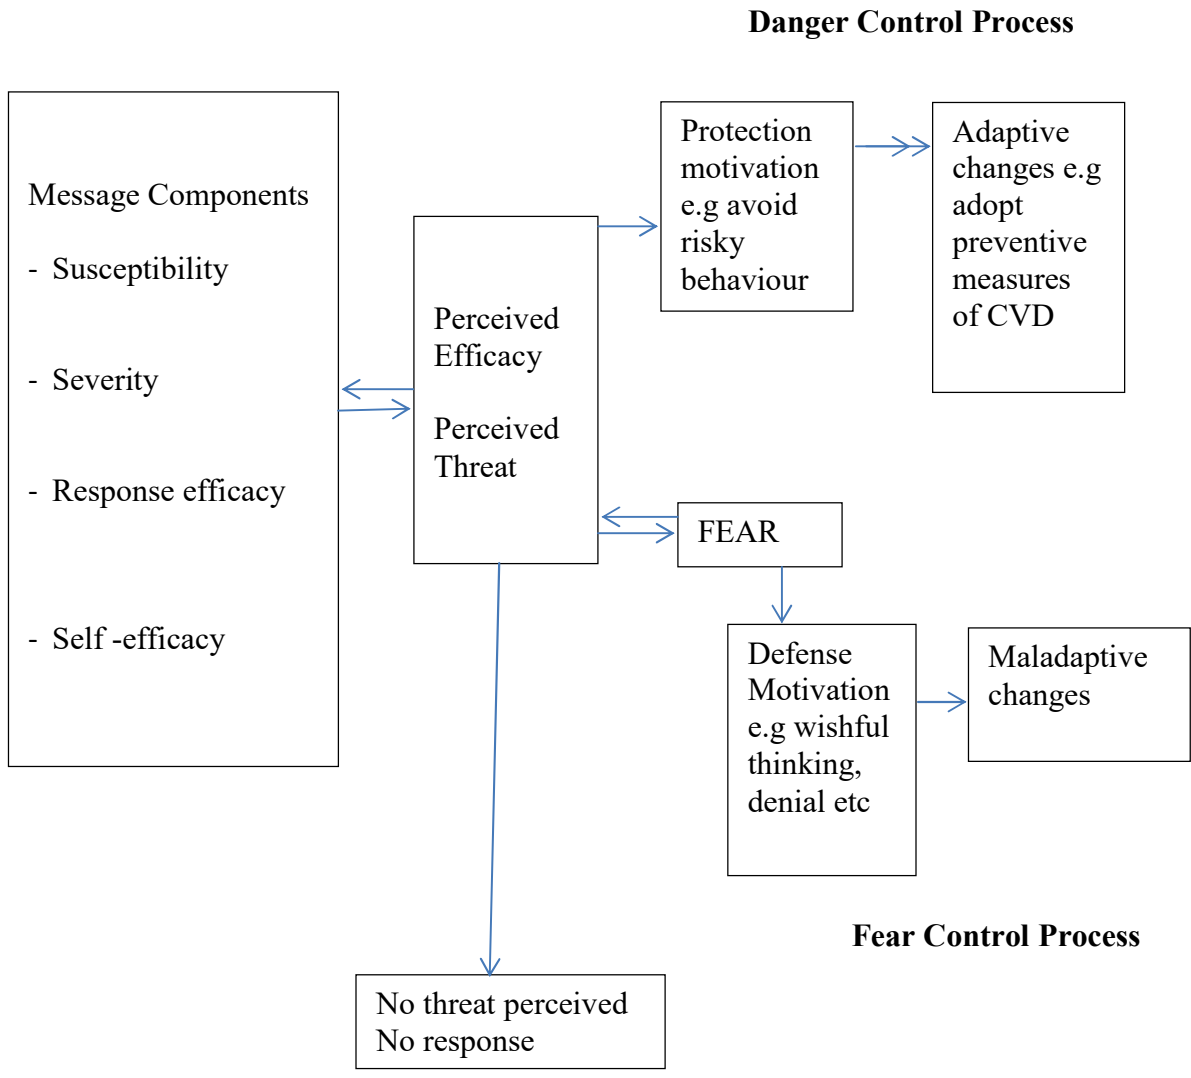 Danger Control Process
Message Components
- Susceptibility
- Severity
- Response efficacy
- Self -efficacy
Perceived
Efficacy
Perceived
Threat
Protection
motivation
e.g avoid
risky
behaviour
Adaptive
changes e.g
adopt
preventive
measures
of CVD
FEAR
Defense
Motivation
e.g wishful
thinking,
denial etc
Maladaptive
changes
Fear Control Process
No threat perceived
No response